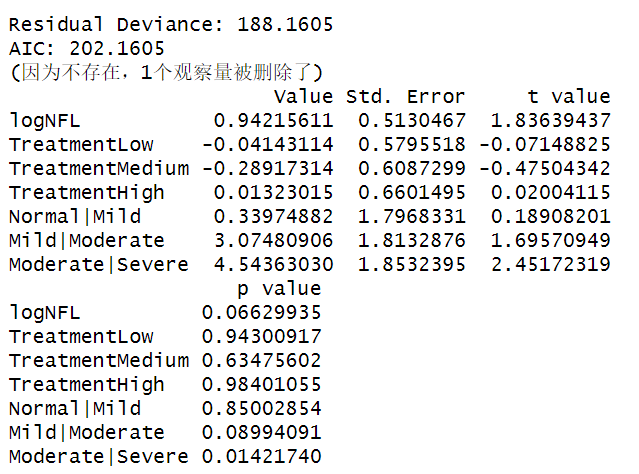 Residual Deviance: 188.1605
AIC: 202.1605
(因为不存在，1个观察量被删除了)
Value Std. Error t value
logNFL 0.94215611 0.5130467 1.83639437
TreatmentLow -0.04143114 0.5795518 -0.07148825
TreatmentMedium -0.28917314 0.6087299 -0.47504342
TreatmentHigh 0.01323015 0.6601495 0.02004115
Normal|Mild 0.33974882 1.7968331 0.18908201
Mild|Moderate 3.07480906 1.8132876 1.69570949
Moderate|Severe 4.54363030 1.8532395 2.45172319
p value
logNFL 0.06629935
TreatmentLow 0.94300917
TreatmentMedium 0.63475602
TreatmentHigh 0.98401055
Normal|Mild 0.85002854
Mild|Moderate 0.08994091
Moderate|Severe 0.01421740